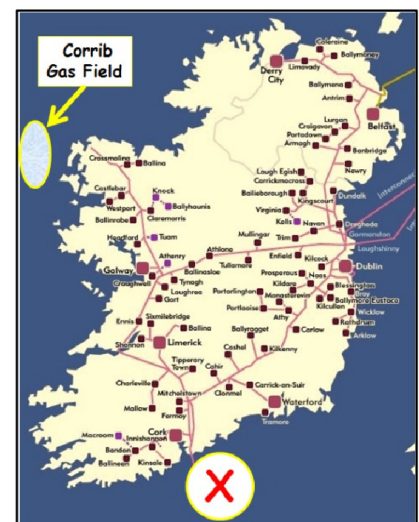 Corrib
Gas Field
Coleraine
Ballymoney
Limavady
Derry
City
Ballymena
Antrim
Belfast
Lurgan
Craigavon
Portadown
Armagh
Banbridge
Newry
Crossmolina
Ballina
Lough Egish
Carrickmacross
Bailieborough
Kingscourt
Dundalk
Castlebar
Knock
Westport
Ballyhaunis
Ballinrobe
Claremorris
Virginia
Kells
Navan
Drogheda
Gormanston
Headford
Tuam
Mullingar
Trim
Loughshinny
Athenry
Athlone
Galway
Ballinasloe
Tullamore
Enfield
Kilcock
Dublin
Craughwell
Tynagh
Loughrea
Gort
Prosperous
Naas
Portarlington
Kildare
Monasterevin
Blessington
Bray
Ballymore Eustace
Kilcullen
Wicklow
Portlaoise
Athy
Rathdrum
Arklow
Ennis
Sixmilebridge
Ballina
Ballyragget
Carlow
Shannon
Limerick
Cashel
Kilkenny
Tipperary
Town
Cahir
Charleville
Carrick-on-Suir
Mitchelstown
Clonmel
Waterford
Mallow
Fermoy
Tramore
Macroom
Innishannon
Cork
Bandon
Ballineen
Kinsale
X